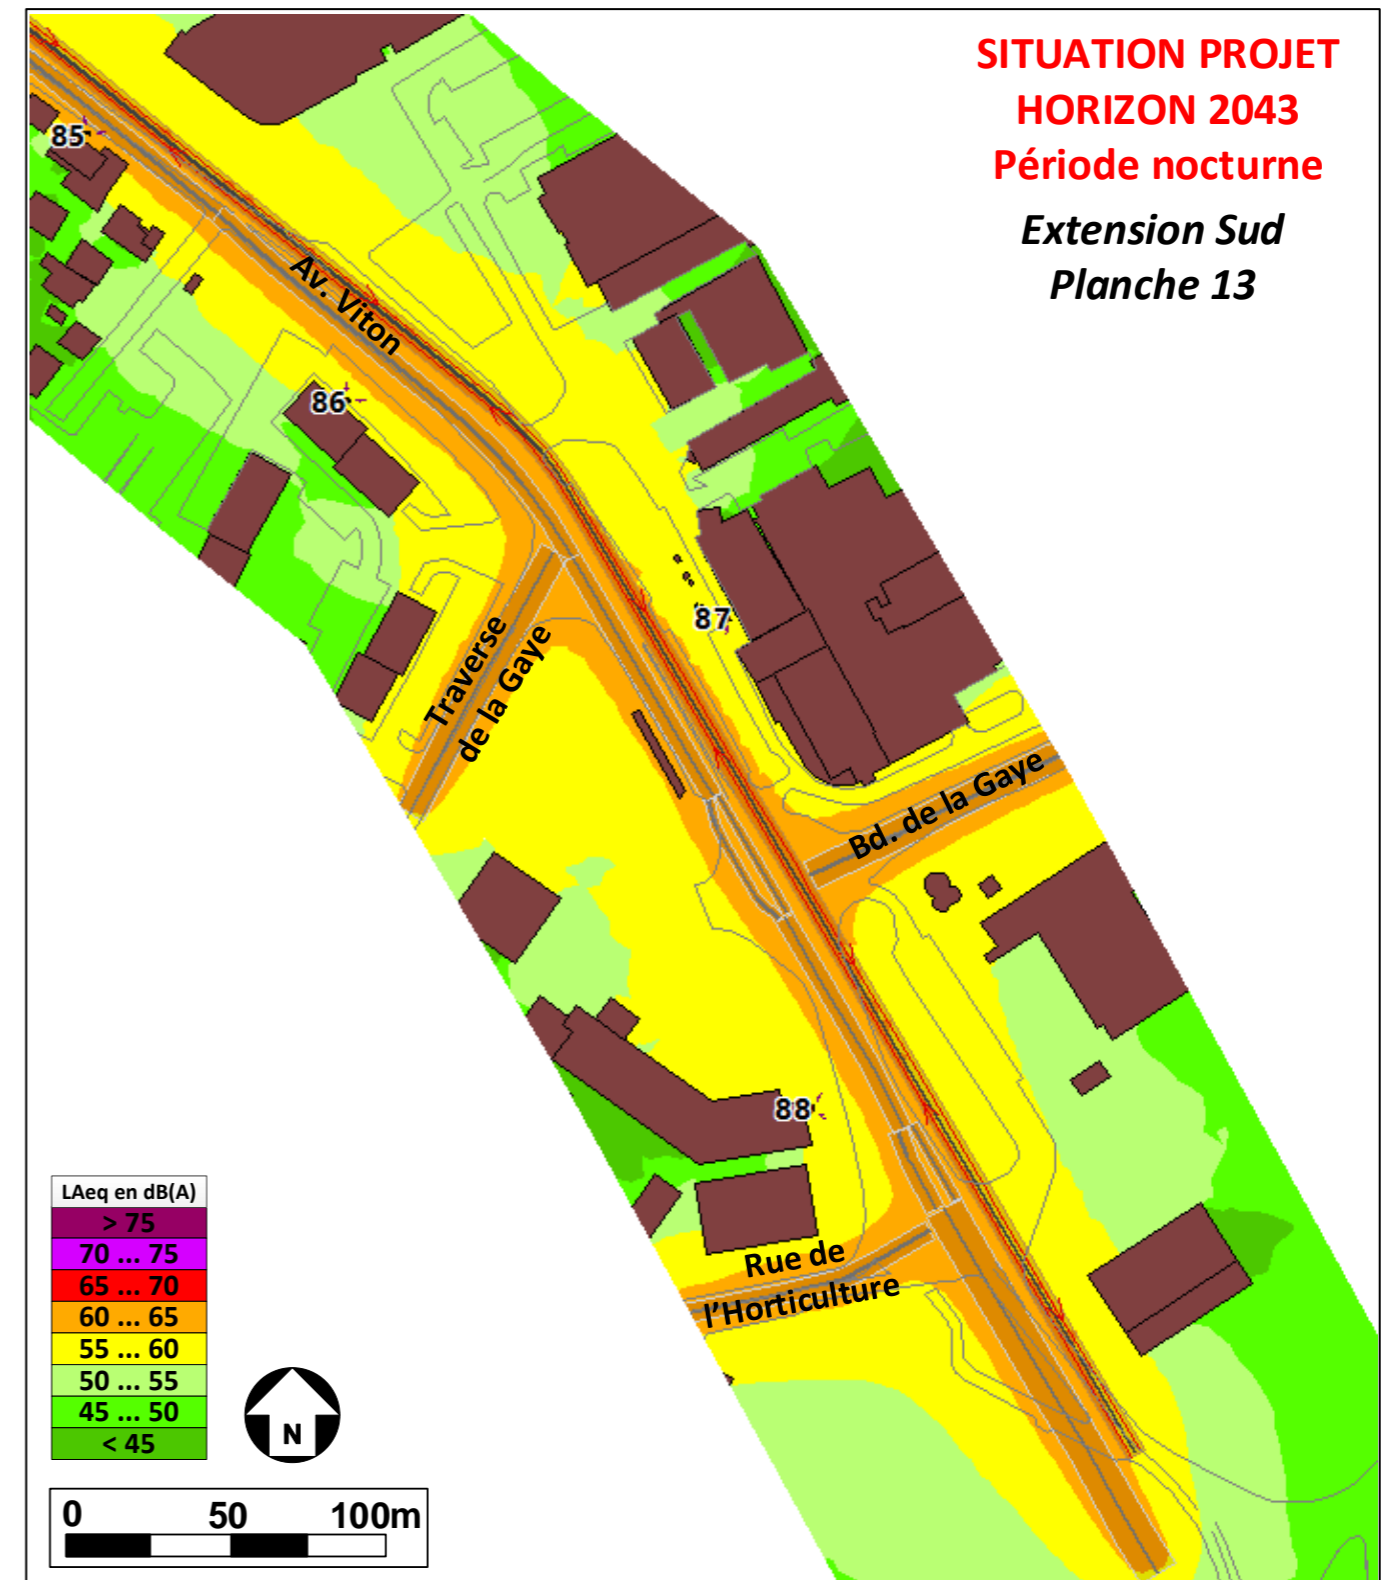 SITUATION PROJET
HORIZON 2043
Période nocturne
Extension Sud
Planche 13
85
Av. Viton
86
87
Traverse
de la Gaye
Bd. de la Gaye
88
Rue de
l’Horticulture
LAeq en dB(A)
> 75
70 ... 75
65 ... 70
60 ... 65
55 ... 60
50 ... 55
45 ... 50
< 45
N
0 50 100m